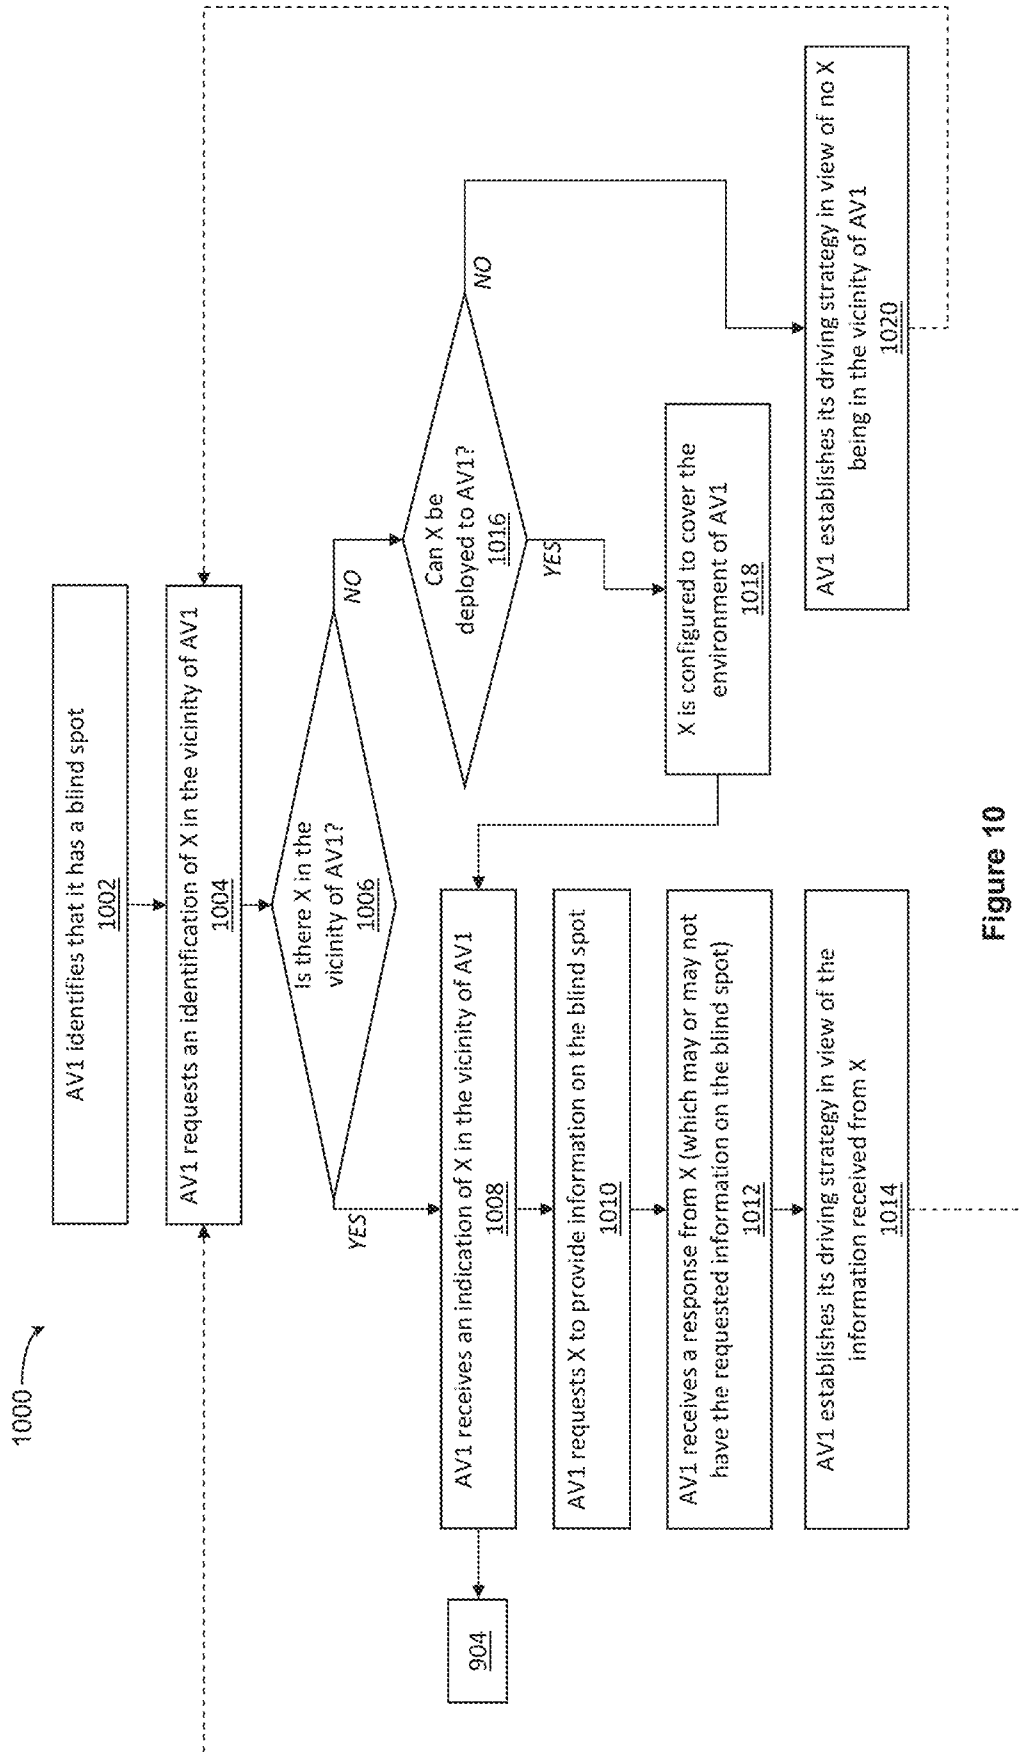 1000
AV1 identifies that it has a blind spot
1002
AV1 requests an identification of X in the vicinity of AV1
1004
Is there X in the
vicinity of AV1?
1006
YES
NO
AV1 receives an indication of X in the vicinity of AV1
1008
904
AV1 requests X to provide information on the blind spot
1010
AV1 receives a response from X (which may or may not
have the requested information on the blind spot)
1012
AV1 establishes its driving strategy in view of the
information received from X
1014
Can X be
deployed to AV1?
1016
YES
NO
X is configured to cover the
environment of AV1
1018
AV1 establishes its driving strategy in view of no X
being in the vicinity of AV1
1020
Figure 10